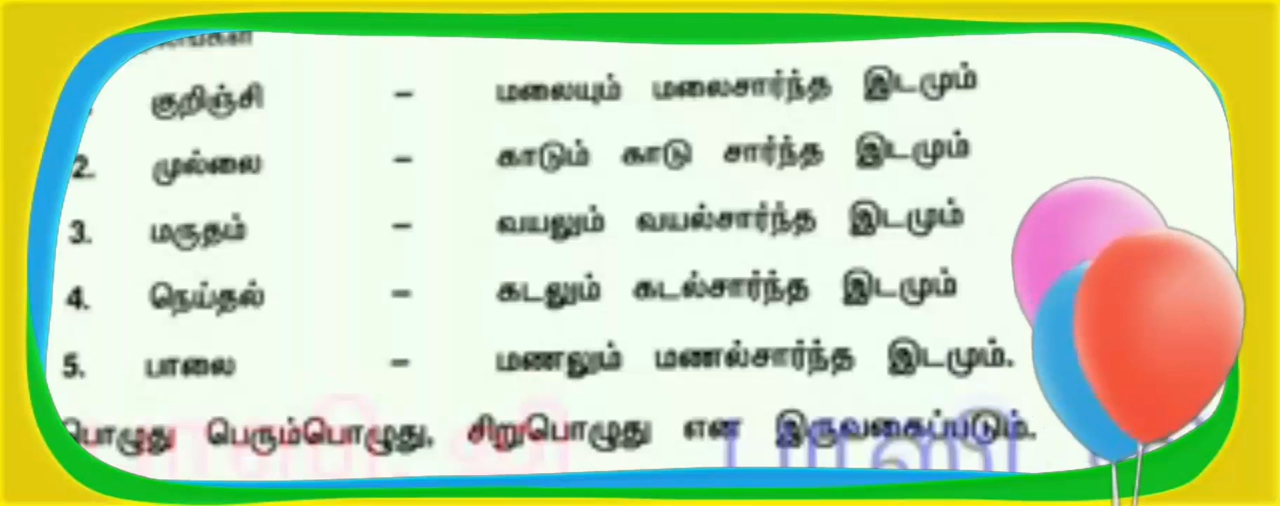 குறிஞ்சி – மலையும் மலைசார்ந்த இடமும்
2. முல்லை – காடும் காடு சார்ந்த இடமும்
3. மருதம் – வயலும் வயல்சார்ந்த இடமும்
4. நெய்தல் – கடலும் கடல்சார்ந்த இடமும்
5. பாலை – மணலும் மணல்சார்ந்த இடமும்.
பொழுது பெரும்பொழுது, சிறுபொழுது என இருவகைப்படும்.